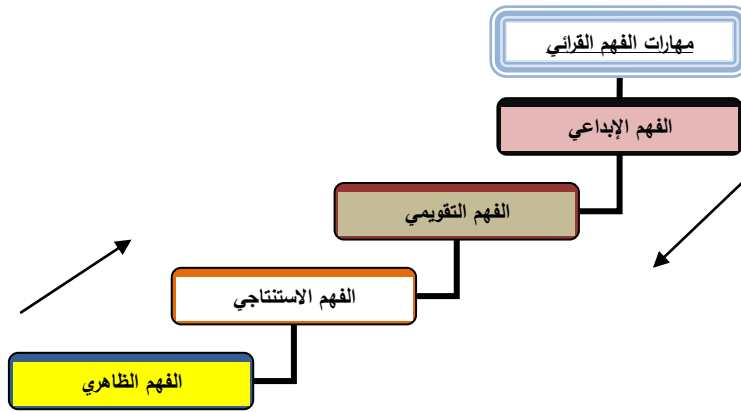 مهارات الفهم القرائي
الفهم الإبداعي
الفهم التقويمي
الفهم الاستنتاجي
الفهم الظاهري